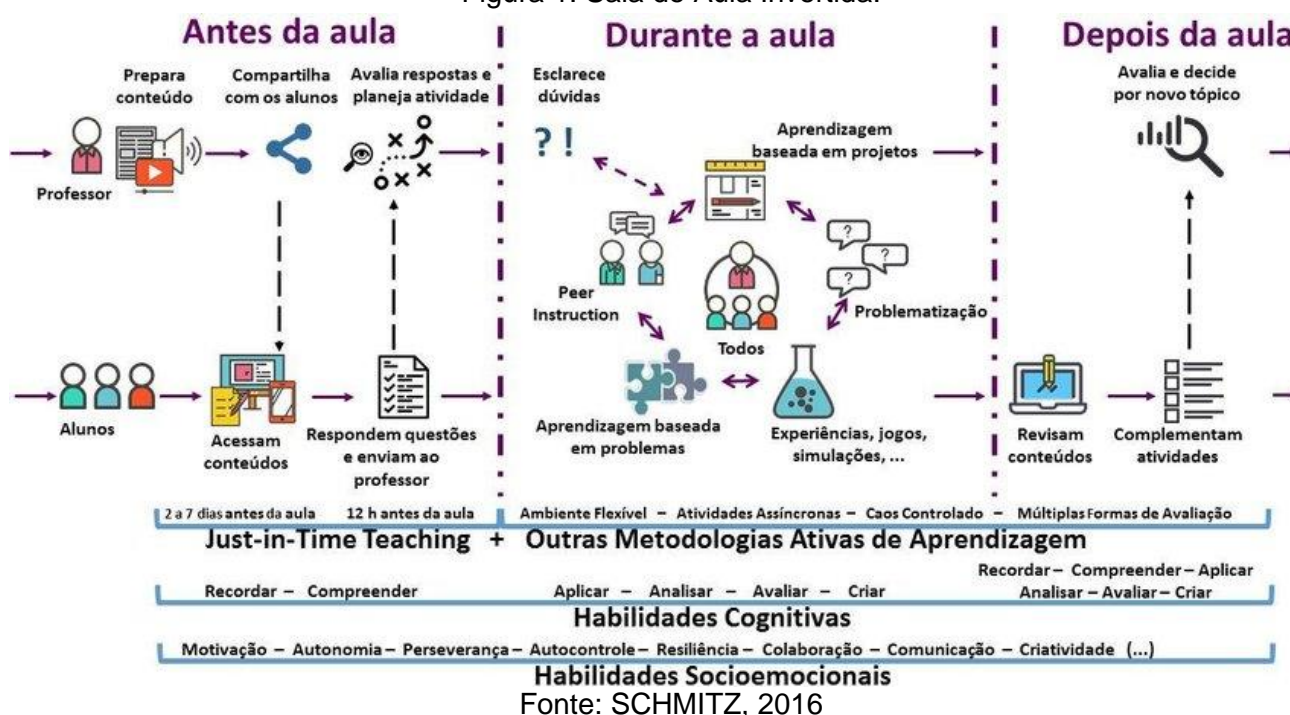 Figura 1. Sala de Aula Invertida.
Antes da aula
Durante a aula
Depois da aula
Prepara
conteúdo
Compartilha
com os alunos
Avalia respostas e
planeja atividade
Esclarece
dúvidas
? !
Aprendizagem
baseada em projetos
Avalia e decide
por novo tópico
Professor
Peer
Instruction
Todos
?
?
?
Problematização
Alunos
Acessam
conteúdos
Respondem questões
e enviam ao
professor
Aprendizagem baseada
em problemas
Experiências, jogos,
simulações, ...
Revisam
conteúdos
Complementam
atividades
2 a 7 dias antes da aula
12 h antes da aula
Ambiente Flexível – Atividades Assíncronas – Caos Controlado – Múltiplas Formas de Avaliação
Just-in-Time Teaching + Outras Metodologias Ativas de Aprendizagem
Recordar – Compreender
Aplicar – Analisar – Avaliar – Criar
Recordar – Compreender – Aplicar
Analisar – Avaliar – Criar
Habilidades Cognitivas
Motivação – Autonomia – Perseverança – Autocontrole – Resiliência – Colaboração – Comunicação – Criatividade (...)
Habilidades Socioemocionais
Fonte: SCHMITZ, 2016